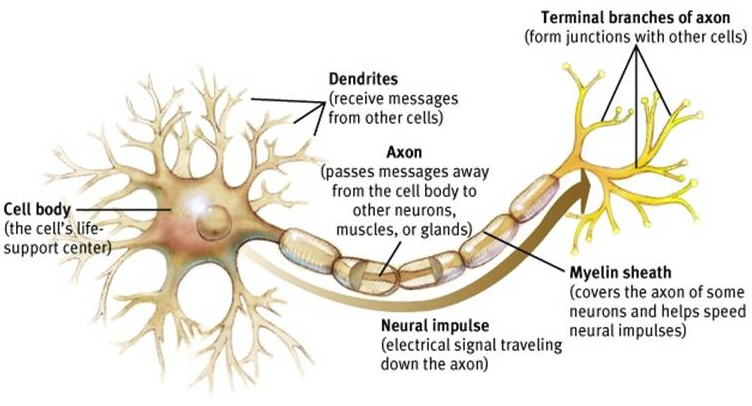 Terminal branches of axon
(form junctions with other cells)
Dendrites
(receive messages
from other cells)
Axon
(passes messages away
from the cell body to
other neurons,
muscles, or glands)
Cell body
(the cell's life-
support center)
Myelin sheath
(covers the axon of some
neurons and helps speed
neural impulses)
Neural impulse
(electrical signal traveling
down the axon)